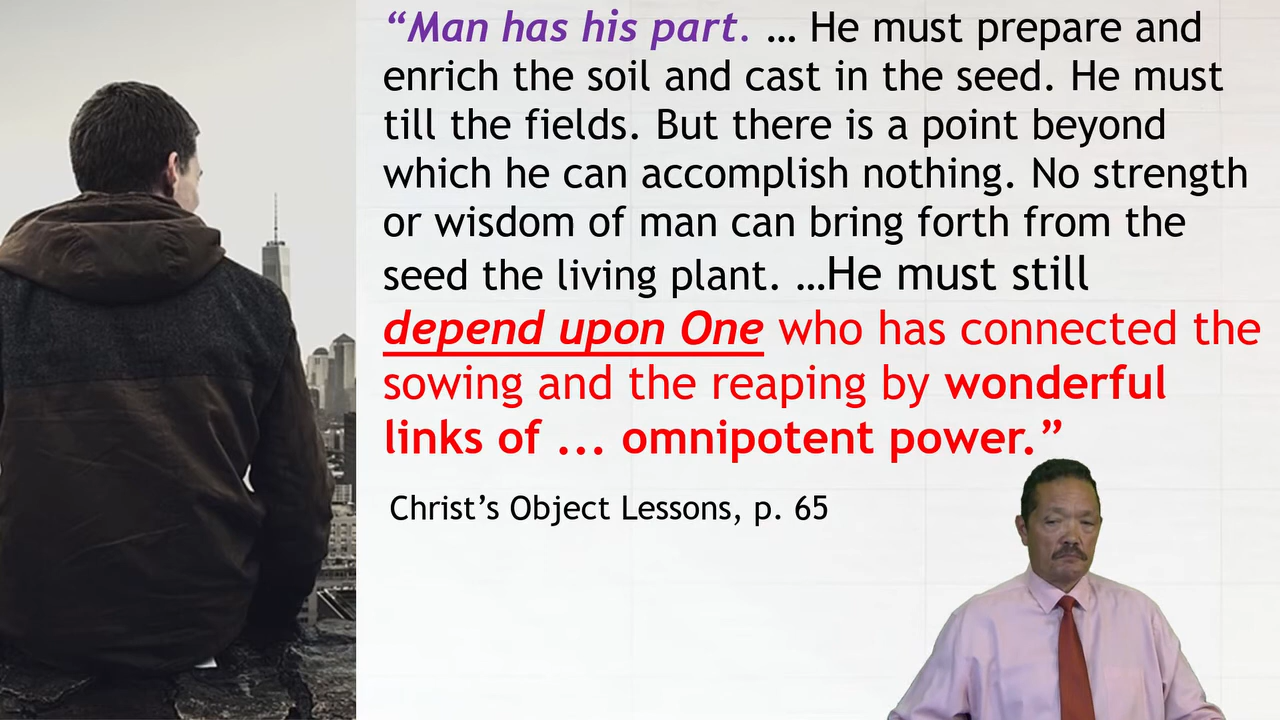 “Man has his part. … He must prepare and
enrich the soil and cast in the seed. He must
till the fields. But there is a point beyond
which he can accomplish nothing. No strength
or wisdom of man can bring forth from the
seed the living plant. …He must still
depend upon One who has connected the
sowing and the reaping by wonderful
links of ... omnipotent power.”
Christ’s Object Lessons, p. 65